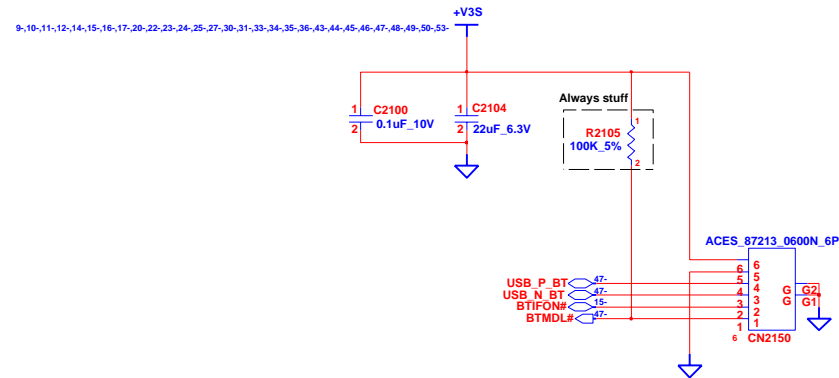 +V3S
9-,10-,11-,12-,14-,15-,16-,17-,20-,22-,23-,24-,25-,27-,30-,31-,33-,34-,35-,36-,43-,44-,45-,46-,47-,48-,49-,50-,53-
Always stuff
1 C2100
2 0.1uF_10V
1 C2104
2 22uF_6.3V
1
R2105
100K_5%
2
ACES_87213_0600N_6P
USB_P_BT 47-
USB_N_BT 47-
BTIFON# 15-
BTMDL# 47-
6 6
5 5
4 4 G G2
3 3 G G1
2 2
1 1
6 CN2150